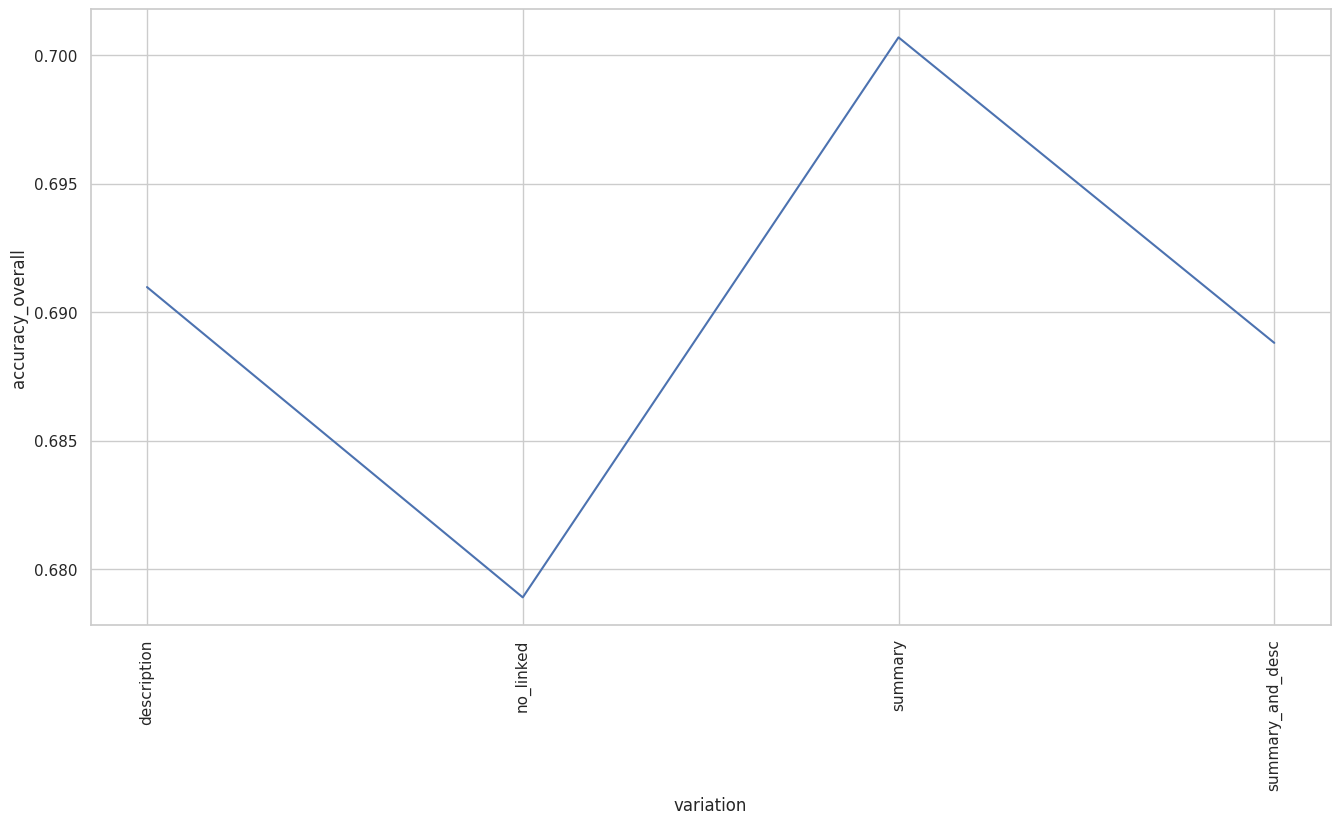 0.700
0.695
0.690
0.685
0.680
accuracy_overall
description
no_linked
summary
summary_and_desc
variation